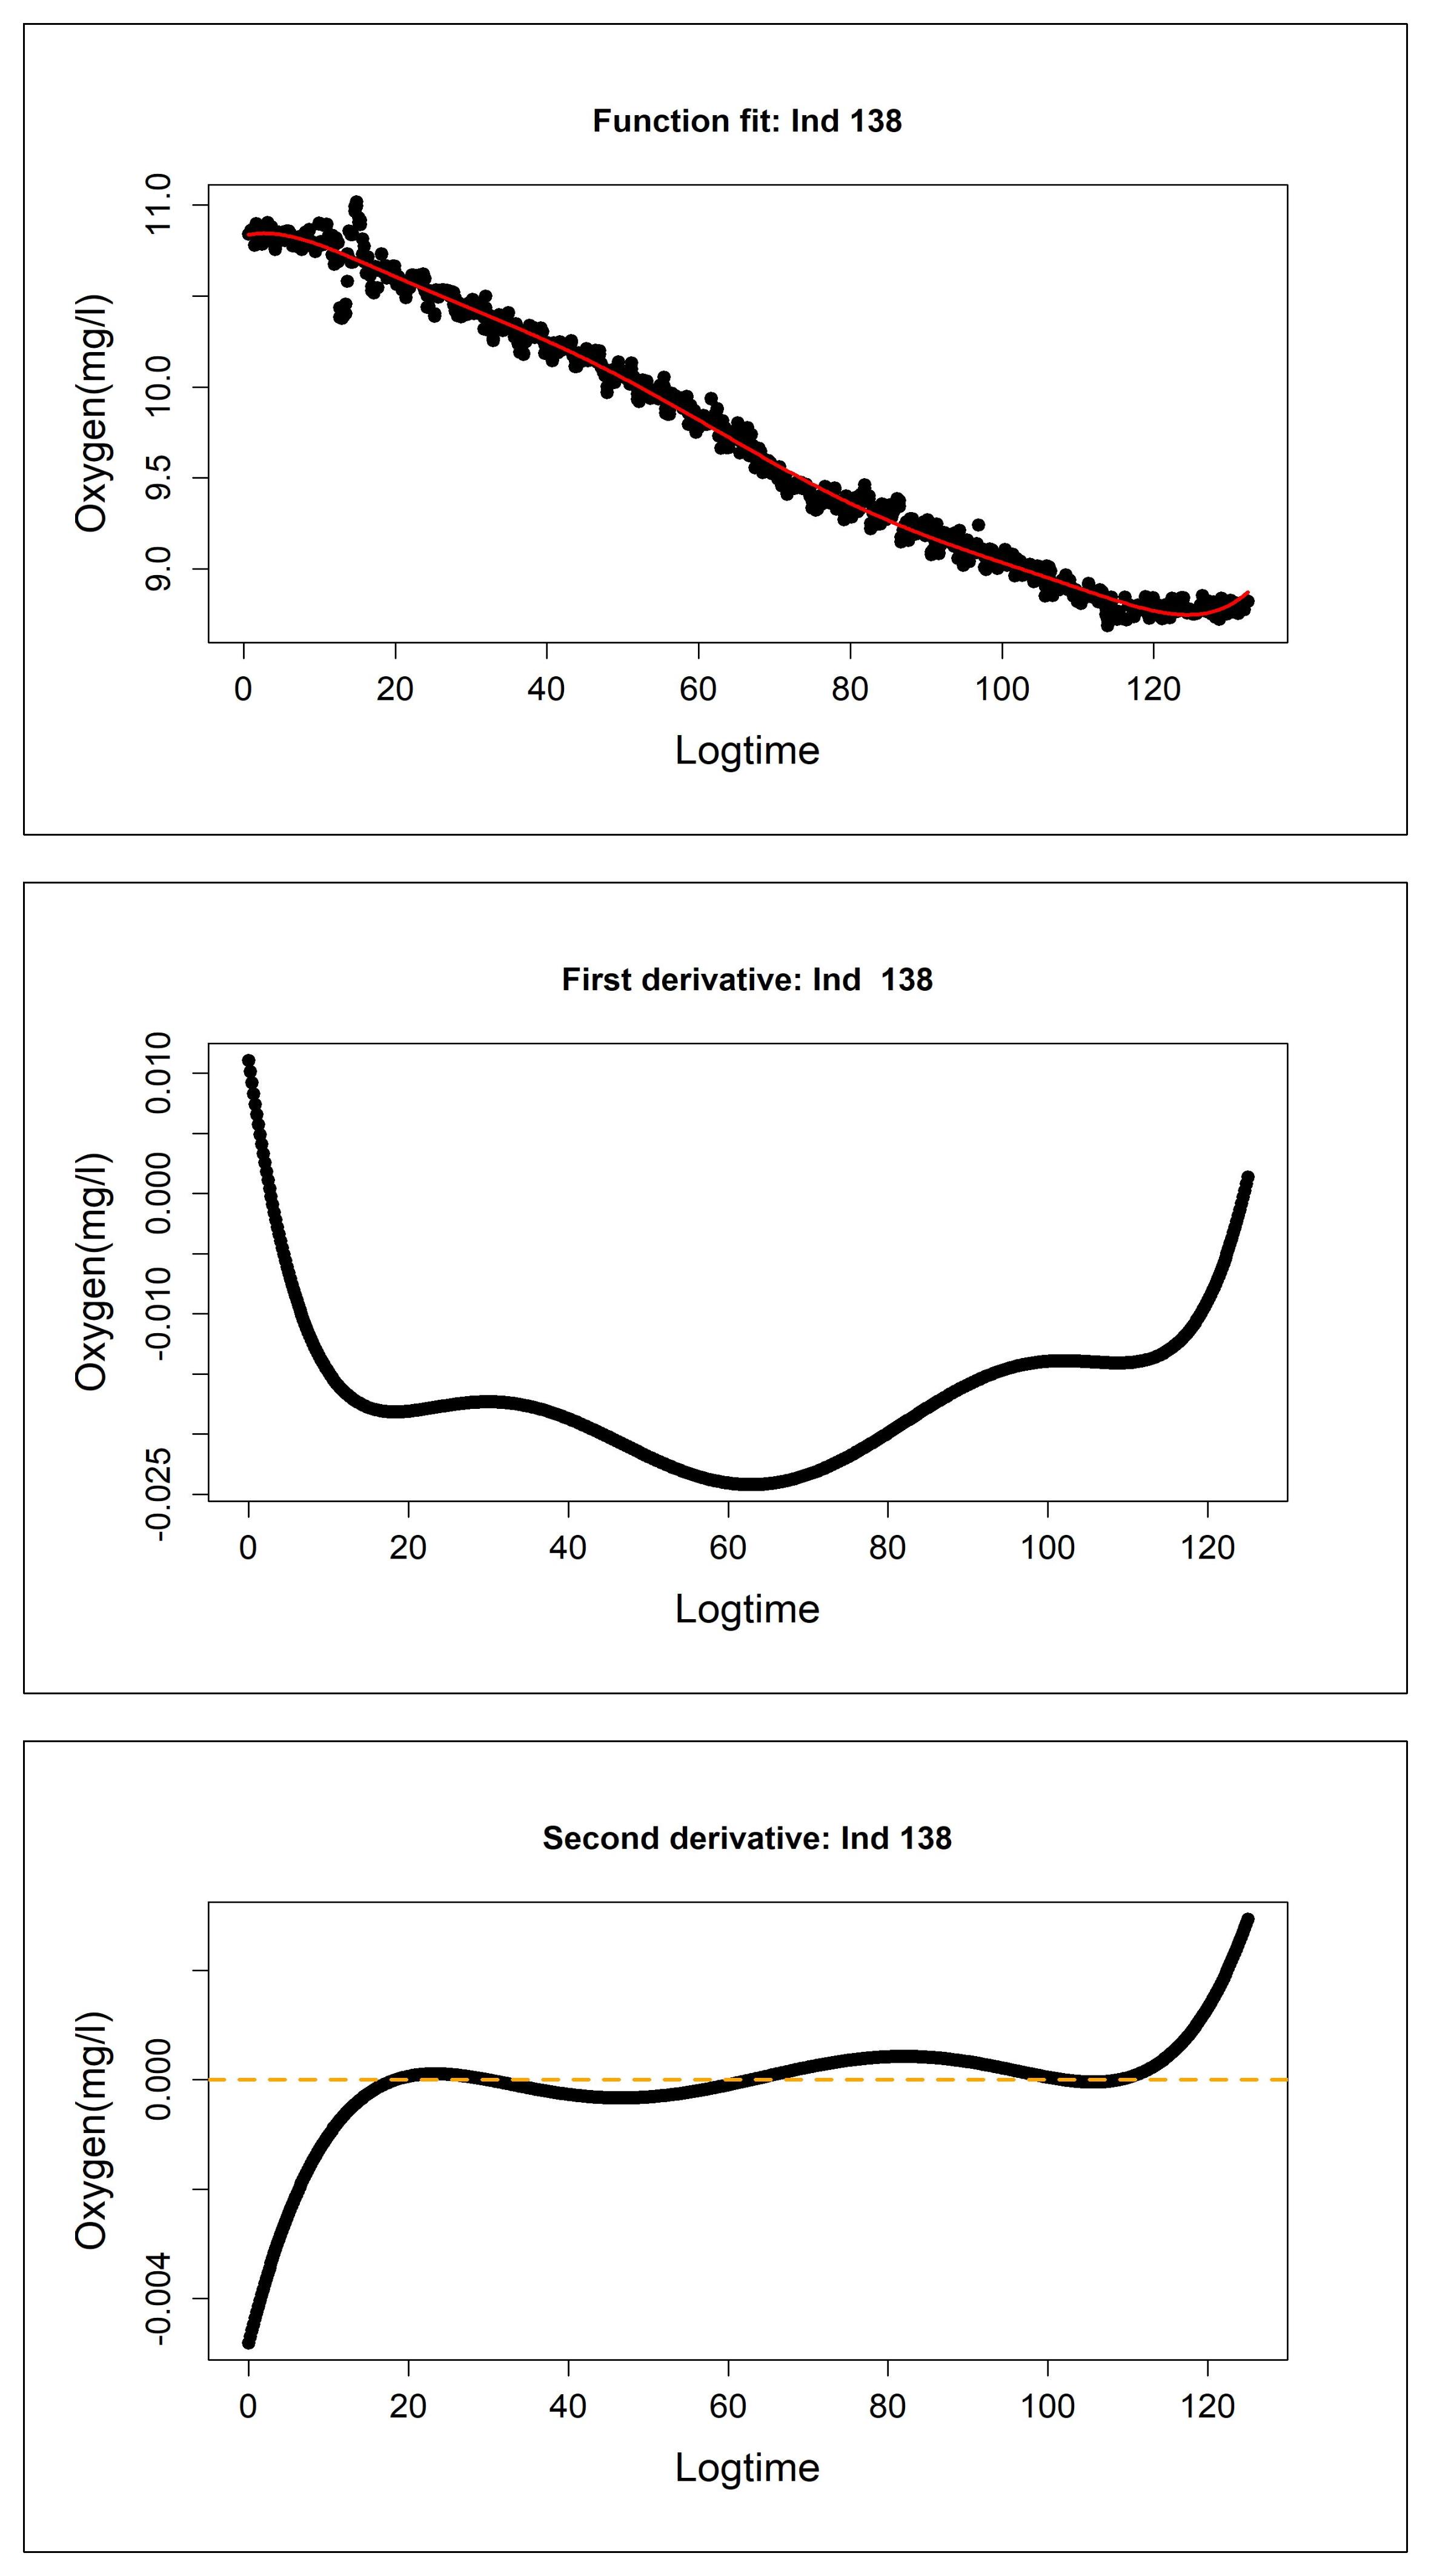 Function fit: Ind 138
Oxygen(mg/l)
11.0
10.0
9.5
9.0
0 20 40 60 80 100 120
Logtime
First derivative: Ind  138
Oxygen(mg/l)
0.010
0.000
-0.010
-0.025
0 20 40 60 80 100 120
Logtime
Second derivative: Ind 138
Oxygen(mg/l)
0.000
-0.004
0 20 40 60 80 100 120
Logtime